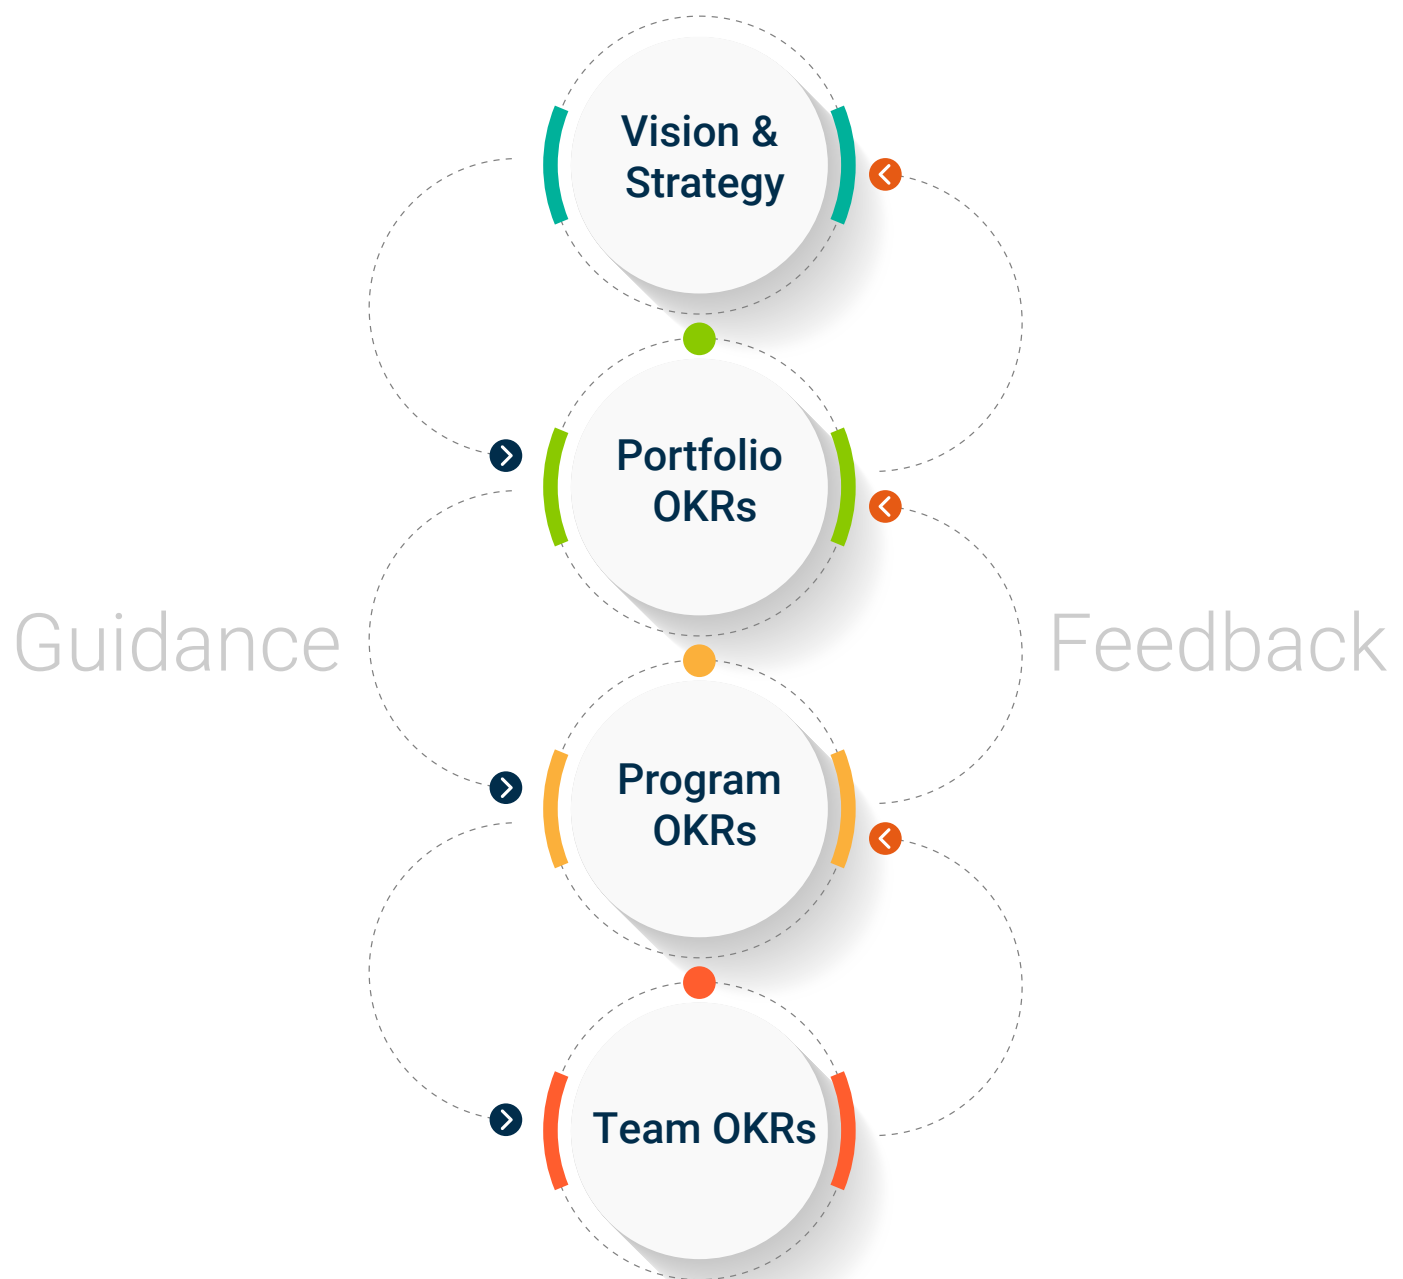 Vision &
Strategy
Portfolio
OKRs
Guidance
Feedback
Program
OKRs
Team OKRs